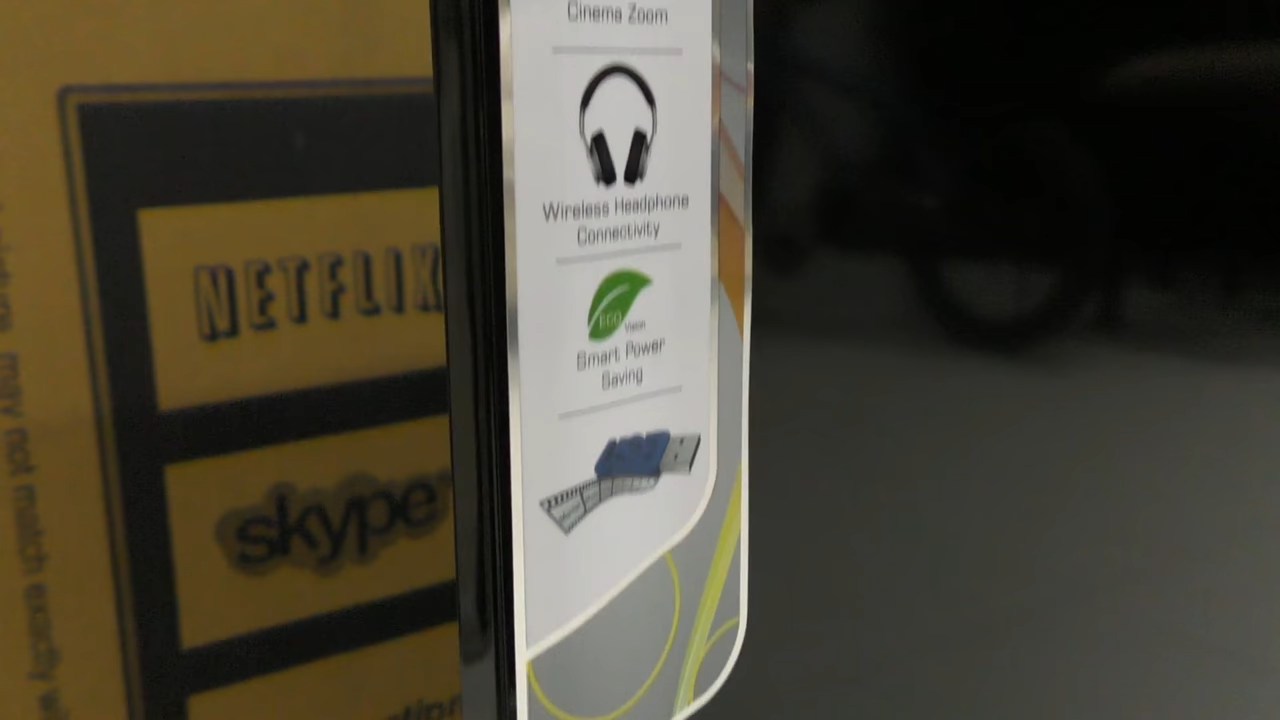 Cinema Zoom
Wireless Headphone
Connectivity
ECO
Vision
Smart Power
Saving
NETFLIX
skype
may not match exactly